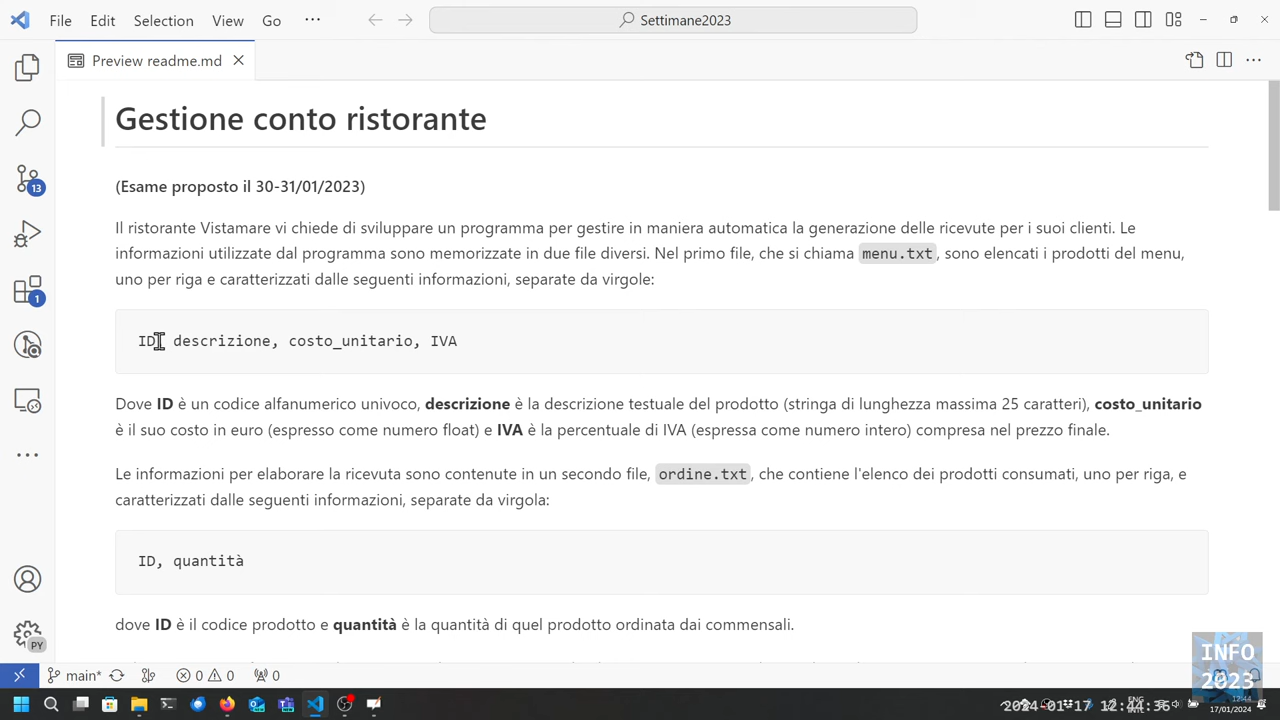 File Edit Selection View Go ··· Settimane2023
Preview readme.md
Gestione conto ristorante
(Esame proposto il 30-31/01/2023)
Il ristorante Vistamare vi chiede di sviluppare un programma per gestire in maniera automatica la generazione delle ricevute per i suoi clienti. Le
informazioni utilizzate dal programma sono memorizzate in due file diversi. Nel primo file, che si chiama menu.txt, sono elencati i prodotti del menu,
uno per riga e caratterizzati dalle seguenti informazioni, separate da virgole:
ID, descrizione, costo_unitario, IVA
Dove ID è un codice alfanumerico univoco, descrizione è la descrizione testuale del prodotto (stringa di lunghezza massima 25 caratteri), costo_unitario
è il suo costo in euro (espresso come numero float) e IVA è la percentuale di IVA (espressa come numero intero) compresa nel prezzo finale.
Le informazioni per elaborare la ricevuta sono contenute in un secondo file, ordine.txt, che contiene l'elenco dei prodotti consumati, uno per riga, e
caratterizzati dalle seguenti informazioni, separate da virgola:
ID, quantità
dove ID è il codice prodotto e quantità è la quantità di quel prodotto ordinata dai commensali.
13
1
PY
main* 0 0 0
INFO
2023
2024-01-17 12:44:36
17/01/2024